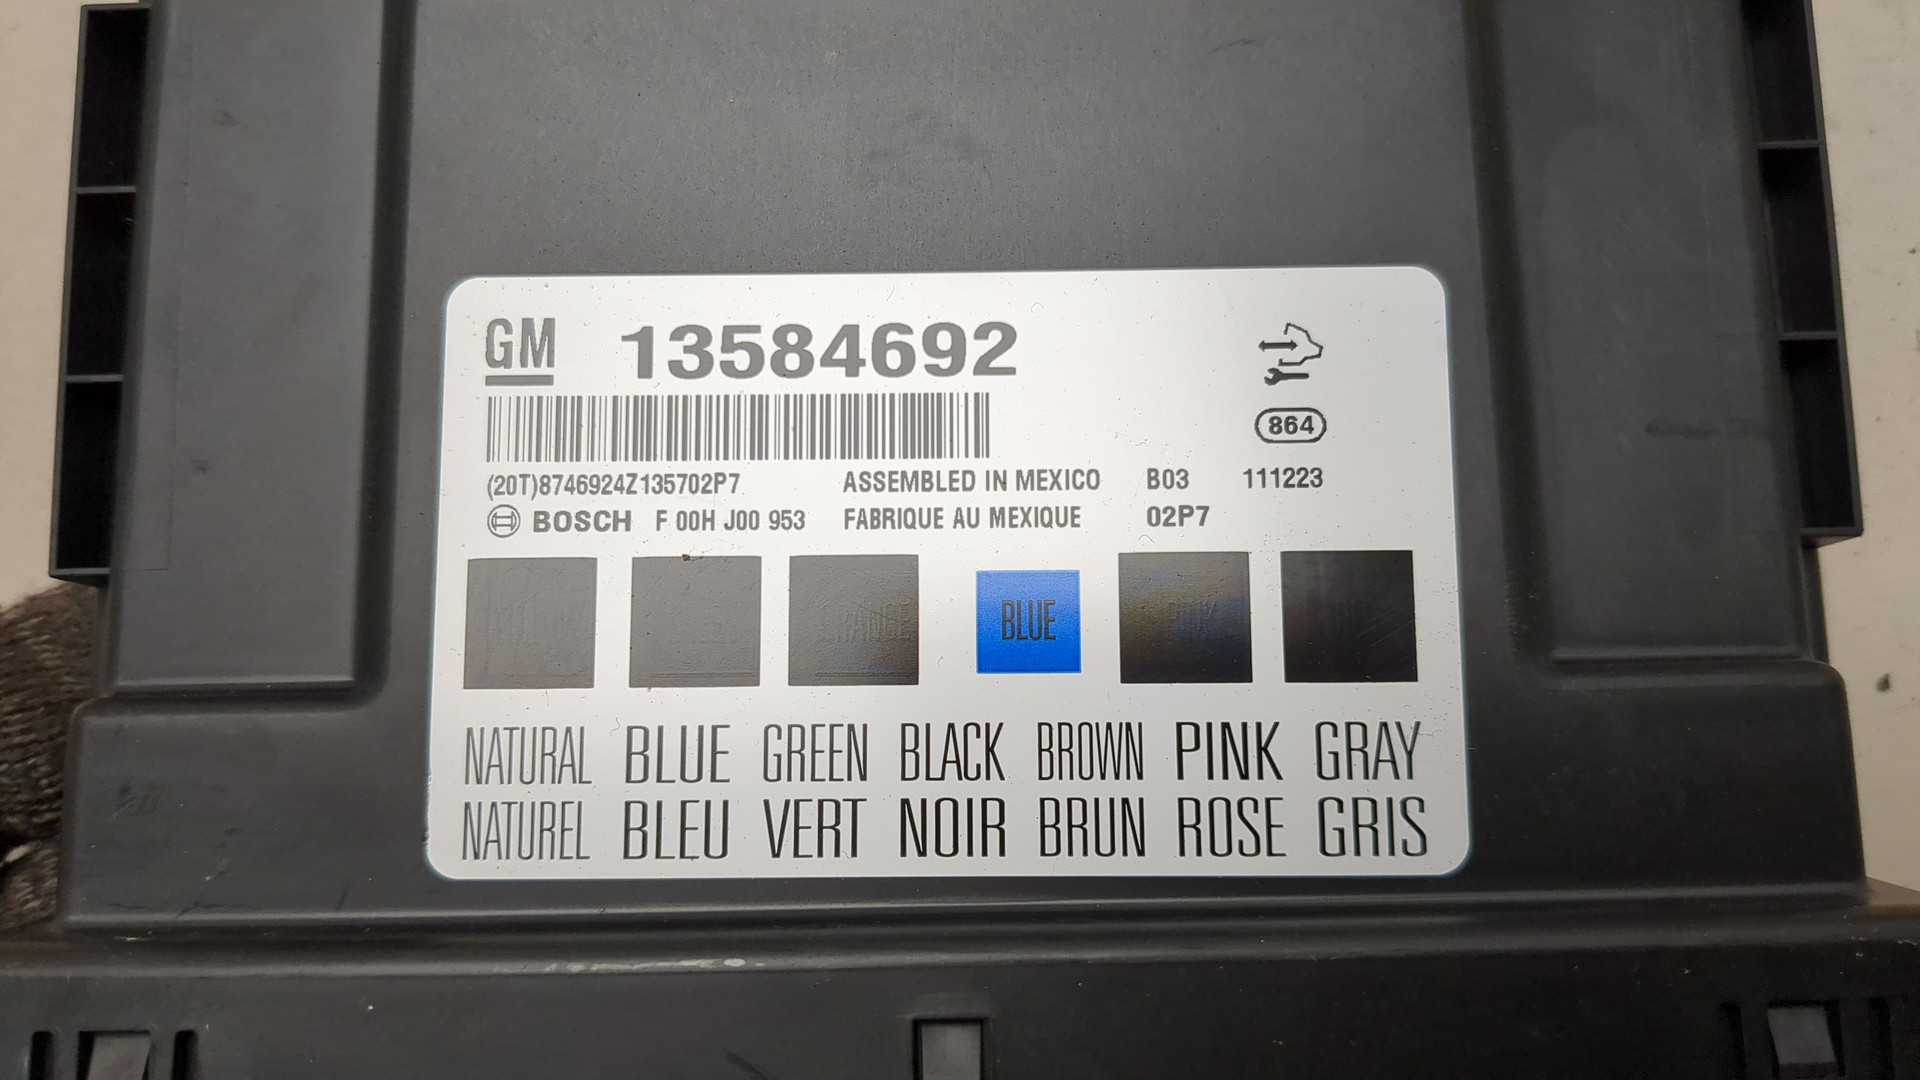 GM 13584692
864
(20T)8746924Z135702P7 ASSEMBLED IN MEXICO B03 111223
BOSCH F 00H J00 953 FABRIQUE AU MEXIQUE 02P7
BLUE
NATURAL BLUE GREEN BLACK BROWN PINK GRAY
NATUREL BLEU VERT NOIR BRUN ROSE GRIS